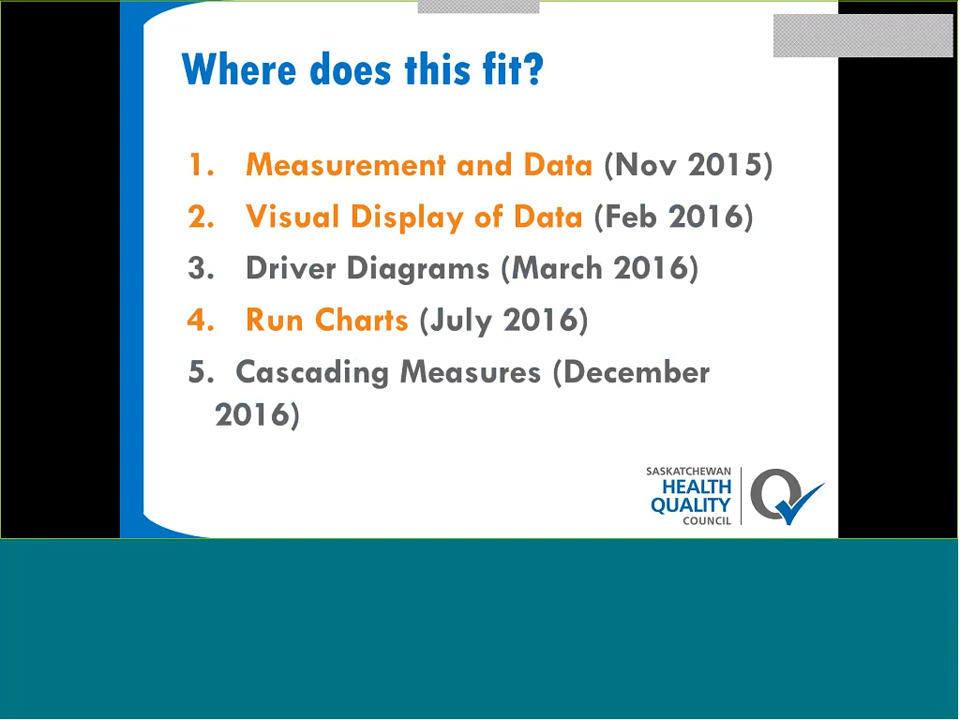 Where does this fit?
1. Measurement and Data (Nov 2015)
2. Visual Display of Data (Feb 2016)
3. Driver Diagrams (March 2016)
4. Run Charts (July 2016)
5. Cascading Measures (December
2016)
SASKATCHEWAN
HEALTH
QUALITY
COUNCIL